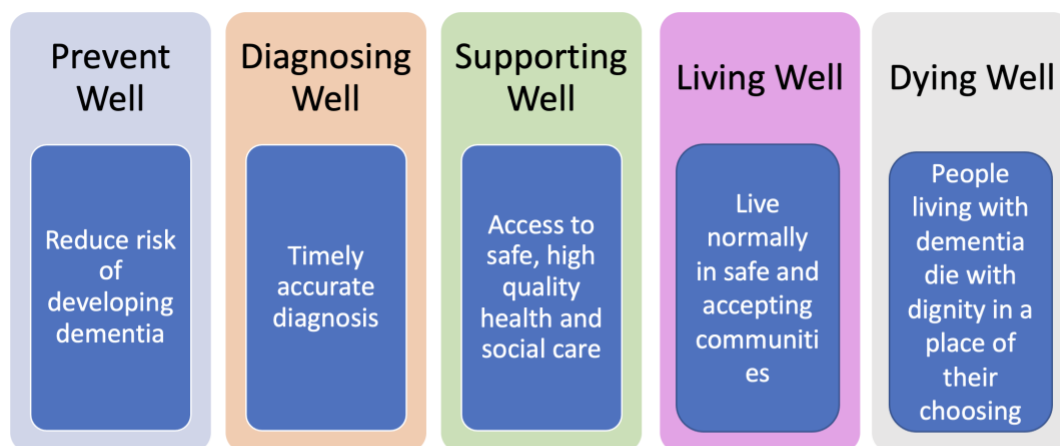 Prevent
Well
Reduce risk
of
developing
dementia
Diagnosing
Well
Timely
accurate
diagnosis
Supporting
Well
Access to
safe, high
quality
health and
social care
Living Well
Live
normally
in safe and
accepting
communiti
es
Dying Well
People
living with
dementia
die with
dignity in a
place of
their
choosing